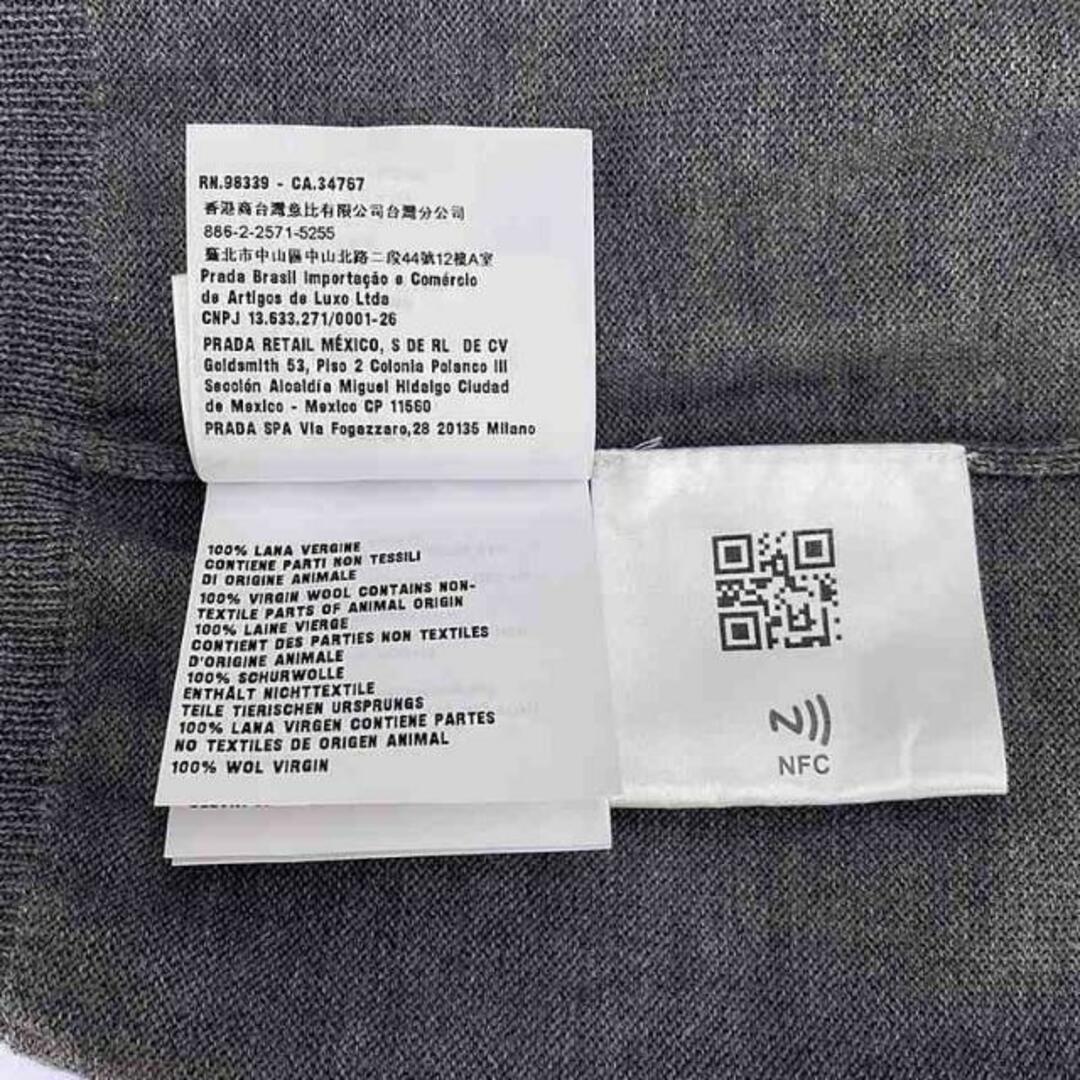 RN.98339 - CA.34767
香港商台灣意比有限公司台灣分公司
886-2-2571-5255
臺北市中山區中山北路二段44號12樓A室
Prada Brasil Importação e Comércio
de Artigos de Luxo Ltda
CNPJ 13.633.271/0001-26
PRADA RETAIL MÉXICO, S DE RL DE CV
Goldsmith 53, Piso 2 Colonia Polanco III
Sección Alcaldía Miguel Hidalgo Ciudad
de Mexico - Mexico CP 11560
PRADA SPA Via Fogazzaro,28 20135 Milano
100% LANA VERGINE
CONTIENE PARTI NON TESSILI
DI ORIGINE ANIMALE
100% VIRGIN WOOL CONTAINS NON-
TEXTILE PARTS OF ANIMAL ORIGIN
100% LAINE VIERGE
CONTIENT DES PARTIES NON TEXTILES
D'ORIGINE ANIMALE
100% SCHURWOLLE
ENTHÄLT NICHTTEXTILE
TEILE TIERISCHEN URSPRUNGS
100% LANA VIRGEN CONTIENE PARTES
NO TEXTILES DE ORIGEN ANIMAL
100% WOL VIRGIN
NFC